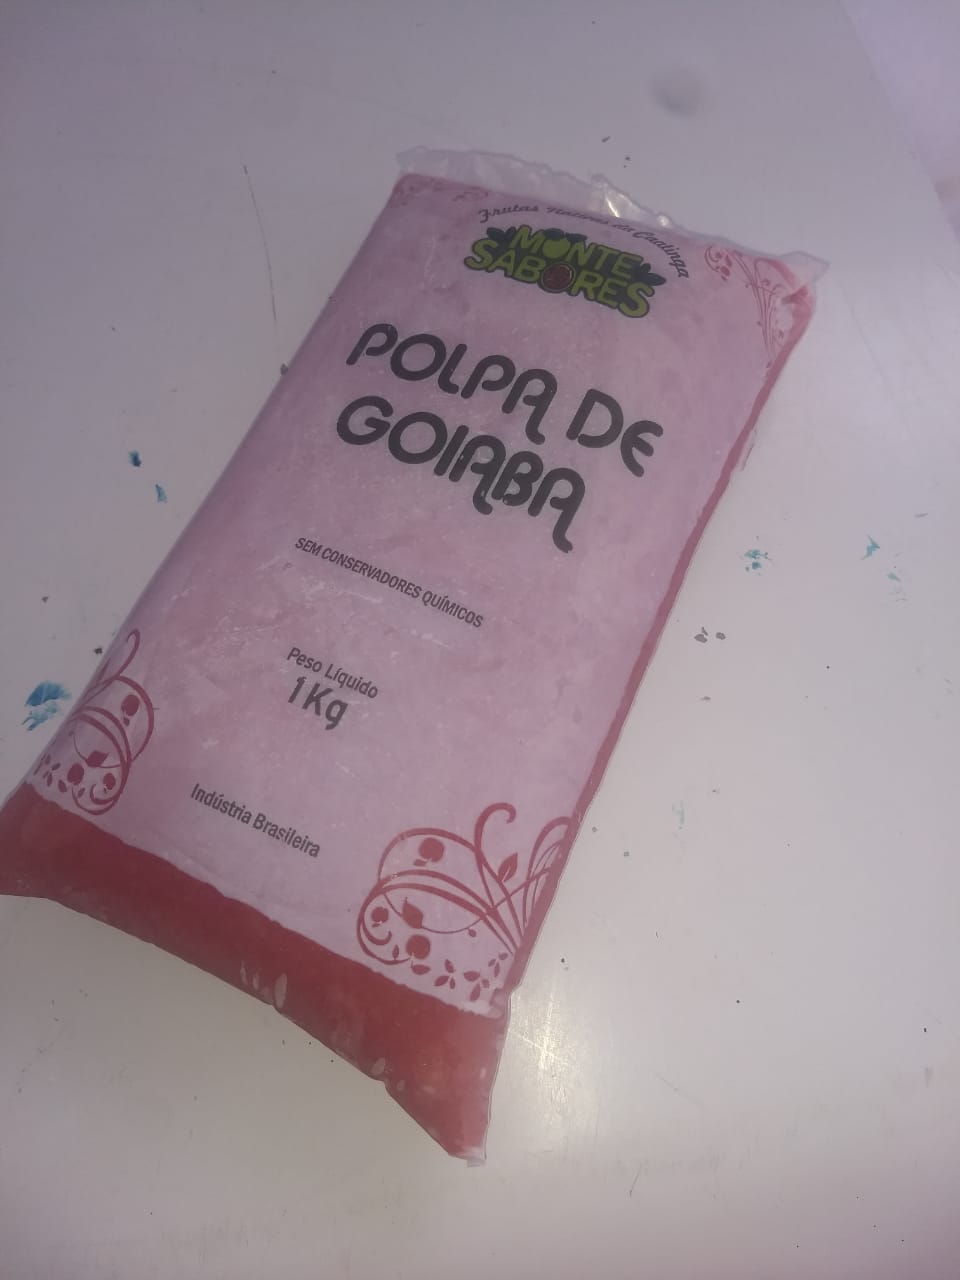 Frutas Nativas da Caatinga
MONTE
SABORES
POLPA DE
GOIABA
SEM CONSERVADORES QUÍMICOS
Peso Líquido
1Kg
Indústria Brasileira